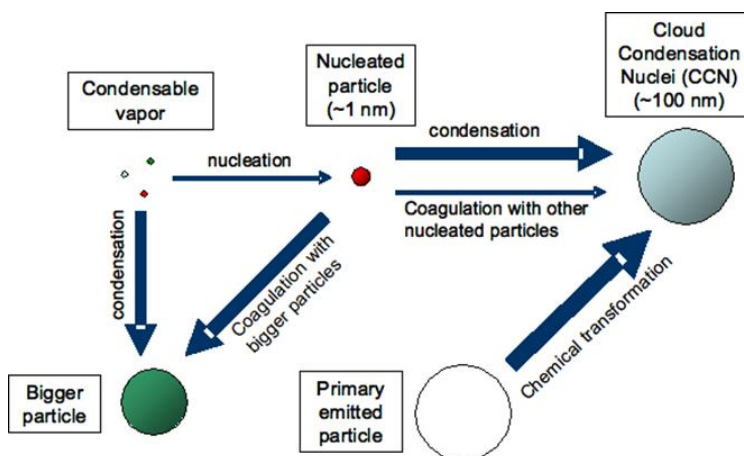 Condensable
vapor
Nucleated
particle
(~1 nm)
Cloud
Condensation
Nuclei (CCN)
(~100 nm)
nucleation
condensation
Coagulation with other
nucleated particles
condensation
Coagulation with
bigger particles
Chemical transformation
Bigger
particle
Primary
emitted
particle